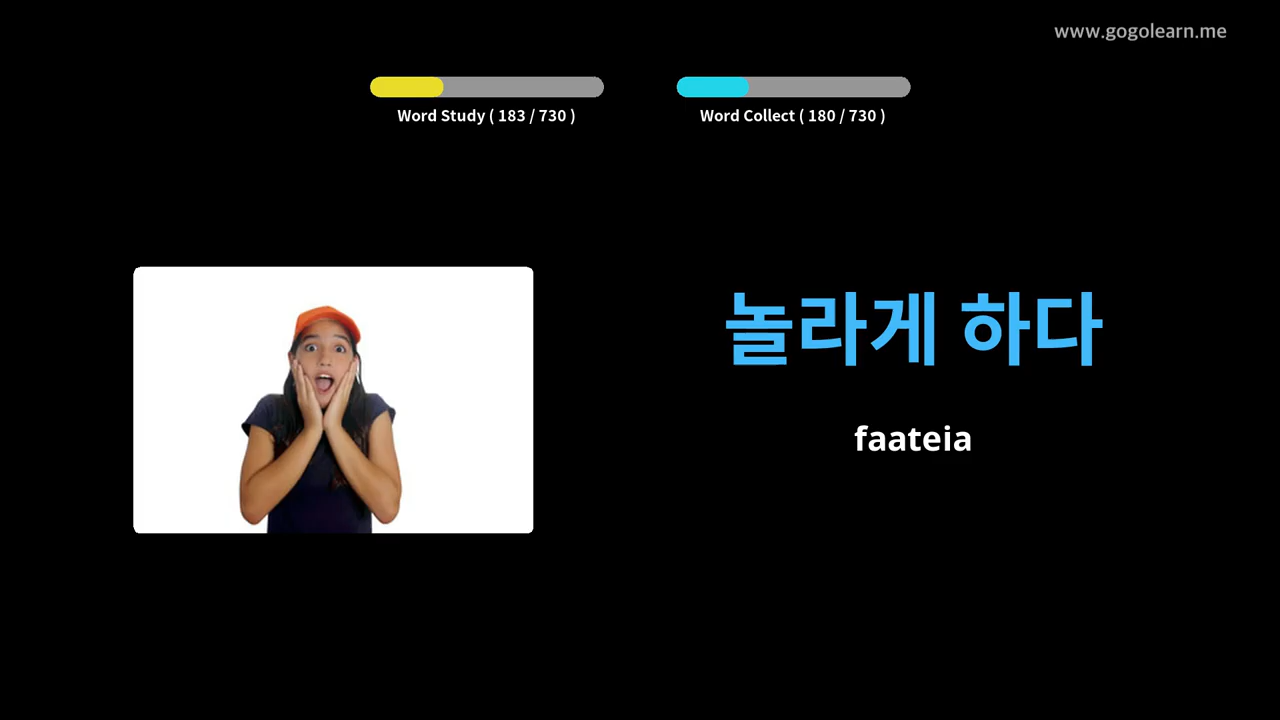 www.gogolearn.me
Word Study ( 183 / 730 )
Word Collect ( 180 / 730 )
놀라게 하다
faateia